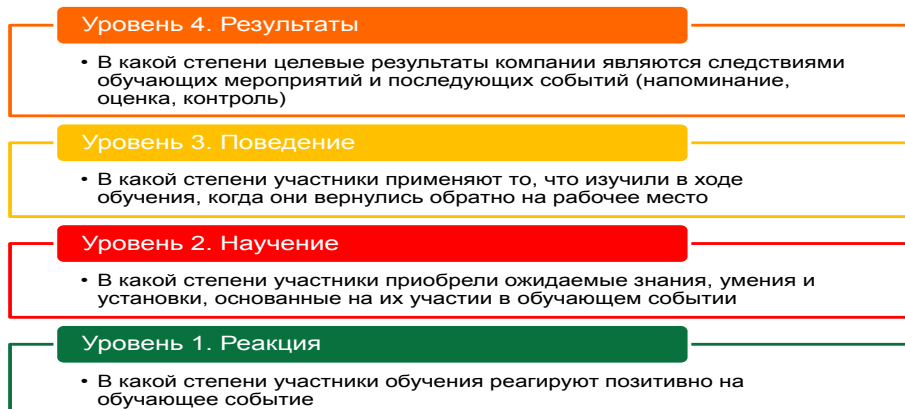 Уровень 4. Результаты
• В какой степени целевые результаты компании являются следствиями
обучающих мероприятий и последующих событий (напоминание,
оценка, контроль)
Уровень 3. Поведение
• В какой степени участники применяют то, что изучили в ходе
обучения, когда они вернулись обратно на рабочее место
Уровень 2. Научение
• В какой степени участники приобрели ожидаемые знания, умения и
установки, основанные на их участии в обучающем событии
Уровень 1. Реакция
• В какой степени участники обучения реагируют позитивно на
обучающее событие